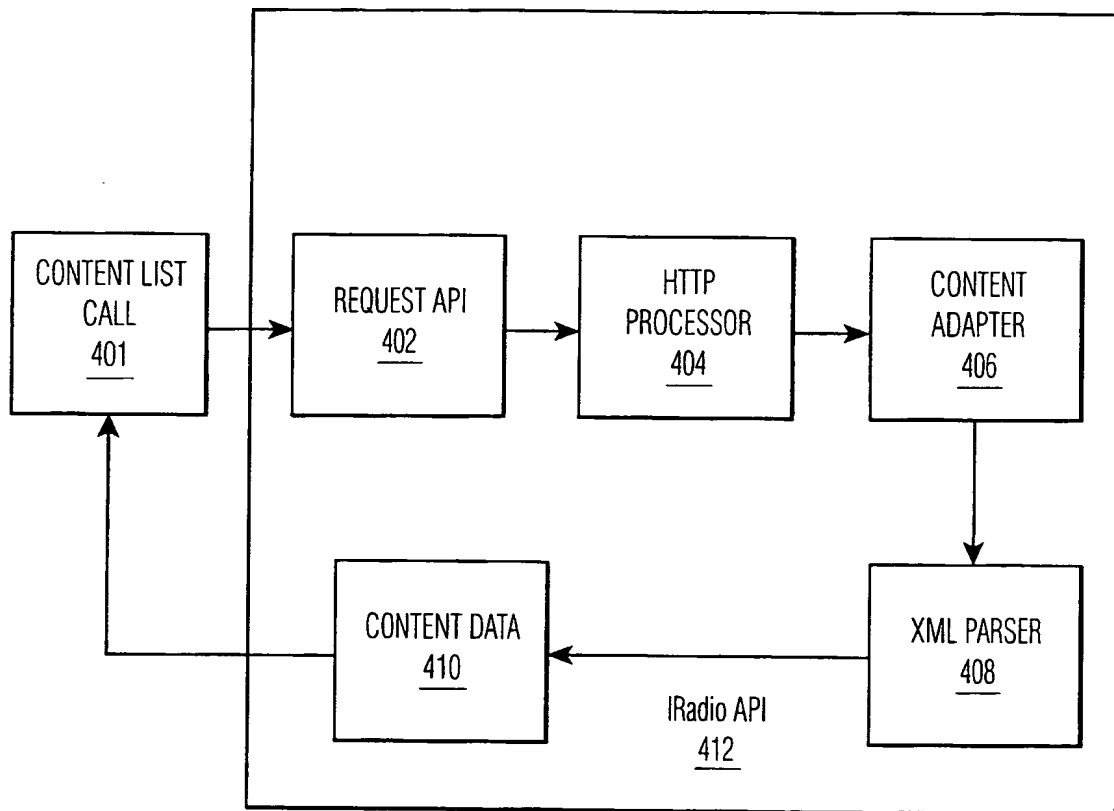 CONTENT LIST
CALL
401
REQUEST API
402
HTTP
PROCESSOR
404
CONTENT
ADAPTER
406
CONTENT DATA
410
XML PARSER
408
IRadio API
412